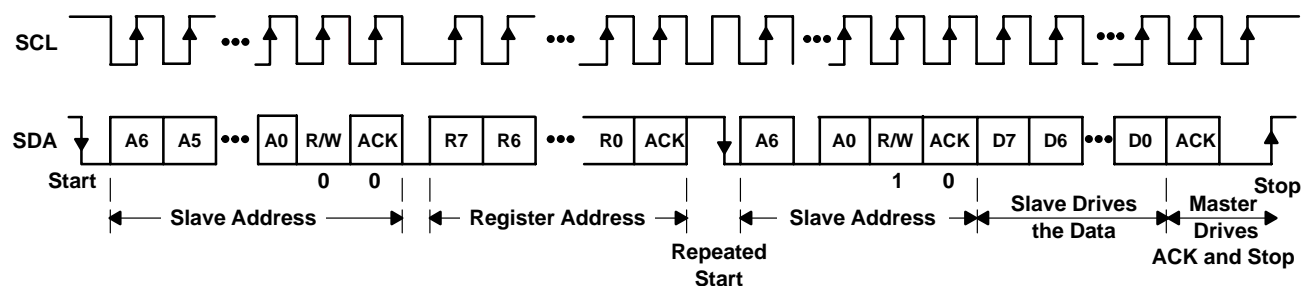 SCL
SDA A6 A5 ••• A0 R/W ACK R7 R6 ••• R0 ACK A6 A0 R/W ACK D7 D6 ••• D0 ACK
Start 0 0 1 0 Stop
Slave Address Register Address Slave Address Slave Drives Master
the Data Drives
Repeated ACK and Stop
Start